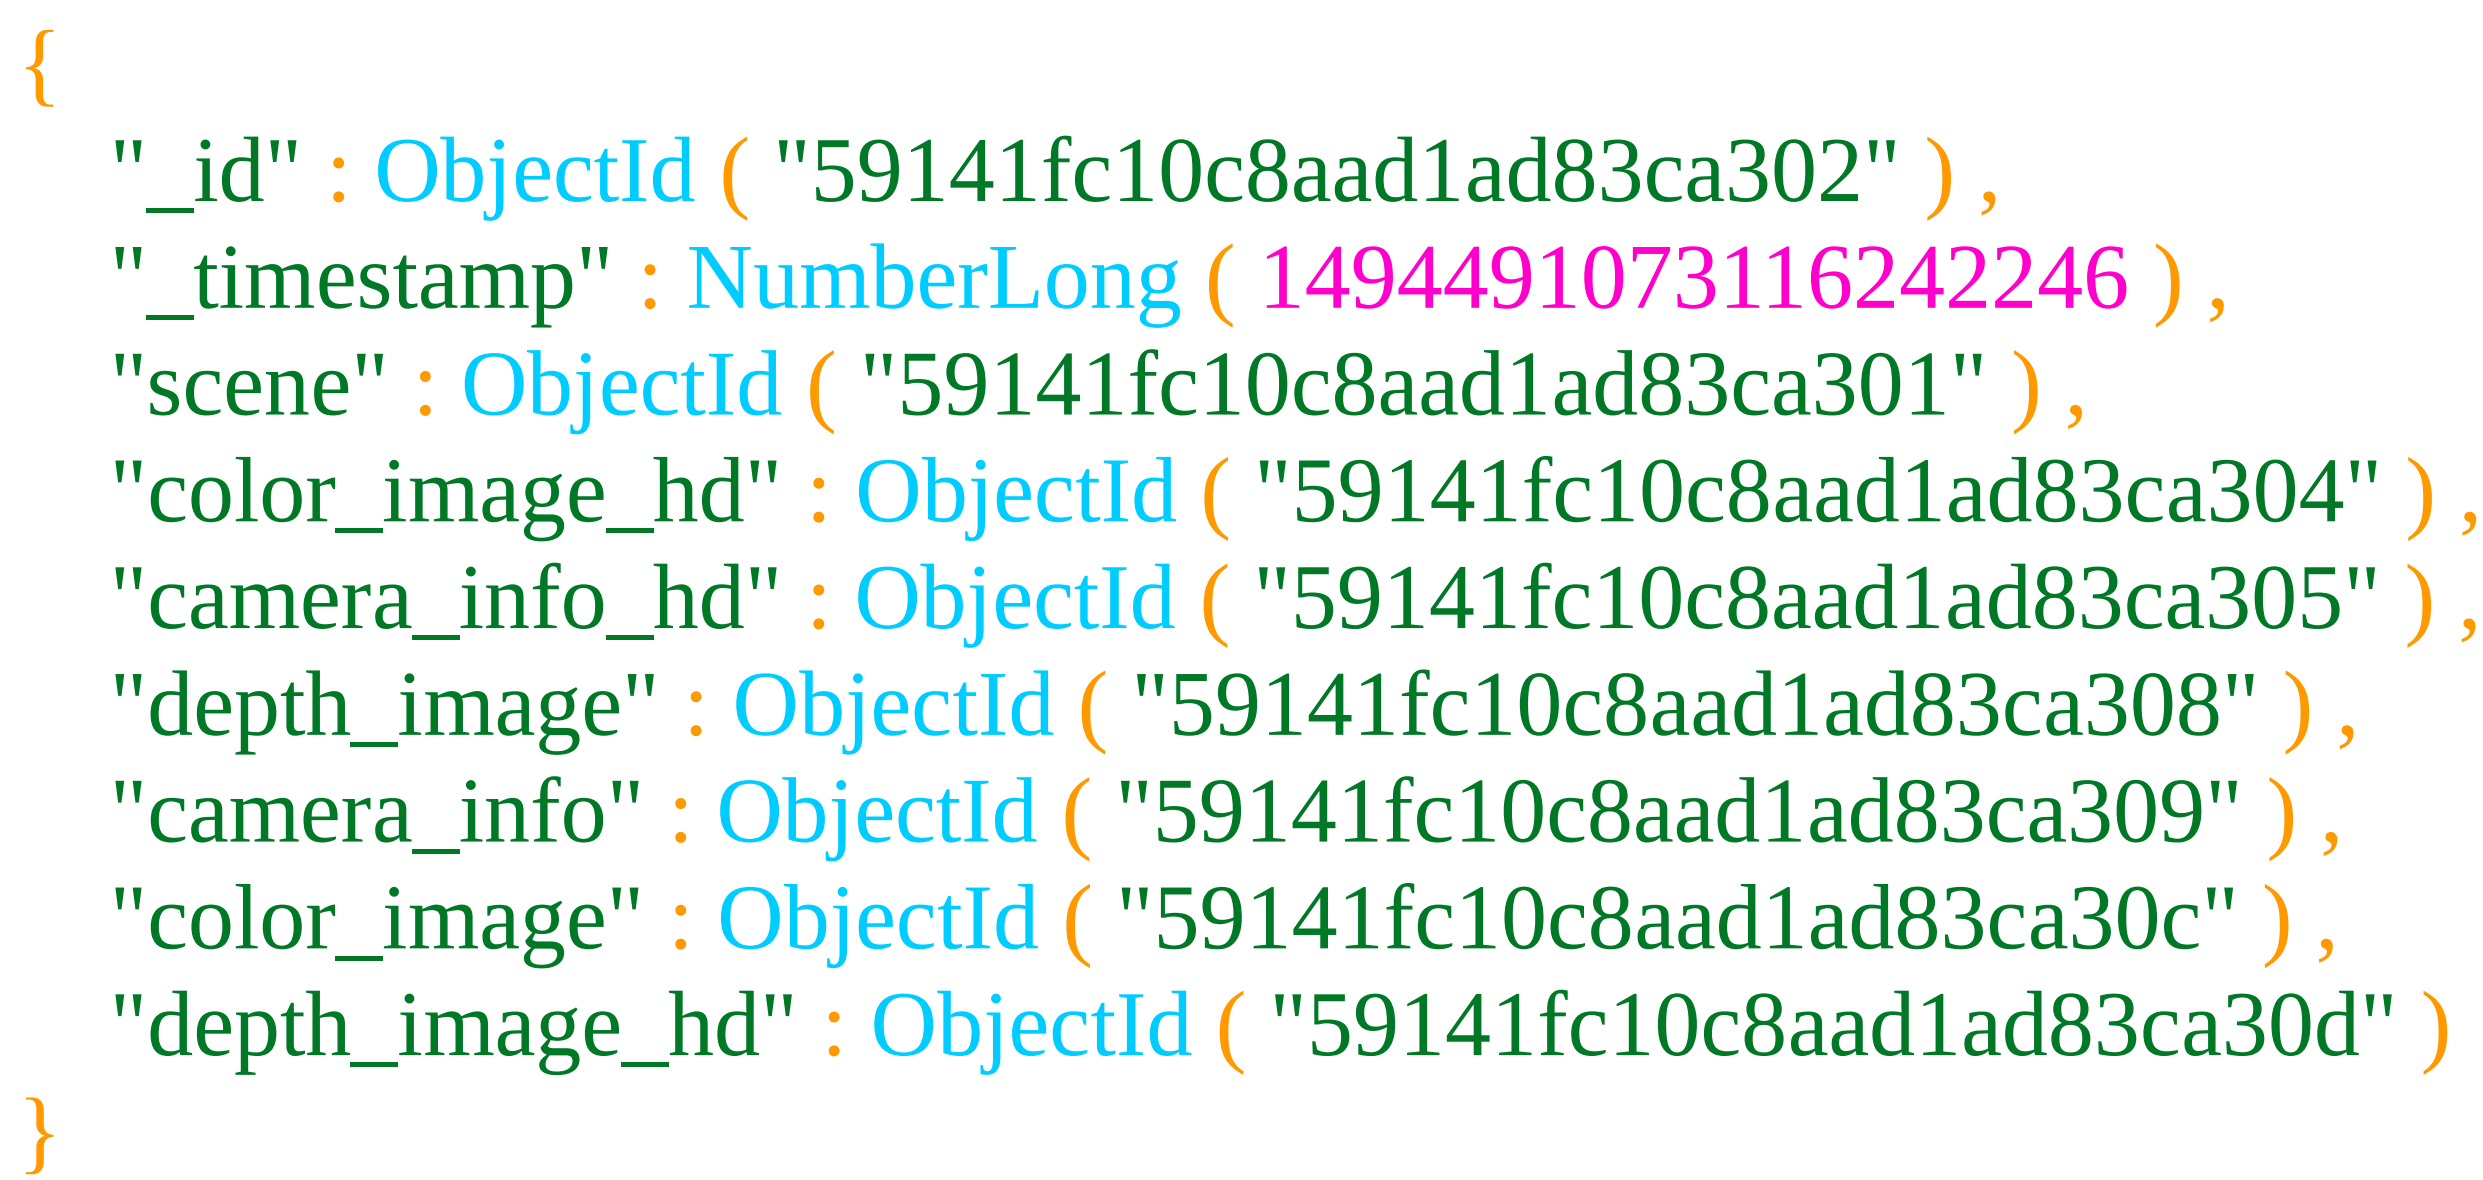 {
"_id" : ObjectId ( "59141fc10c8aad1ad83ca302" ) ,
"_timestamp" : NumberLong ( 1494491073116242246 ) ,
"scene" : ObjectId ( "59141fc10c8aad1ad83ca301" ) ,
"color_image_hd" : ObjectId ( "59141fc10c8aad1ad83ca304" ) ,
"camera_info_hd" : ObjectId ( "59141fc10c8aad1ad83ca305" ) ,
"depth_image" : ObjectId ( "59141fc10c8aad1ad83ca308" ) ,
"camera_info" : ObjectId ( "59141fc10c8aad1ad83ca309" ) ,
"color_image" : ObjectId ( "59141fc10c8aad1ad83ca30c" ) ,
"depth_image_hd" : ObjectId ( "59141fc10c8aad1ad83ca30d" )
}